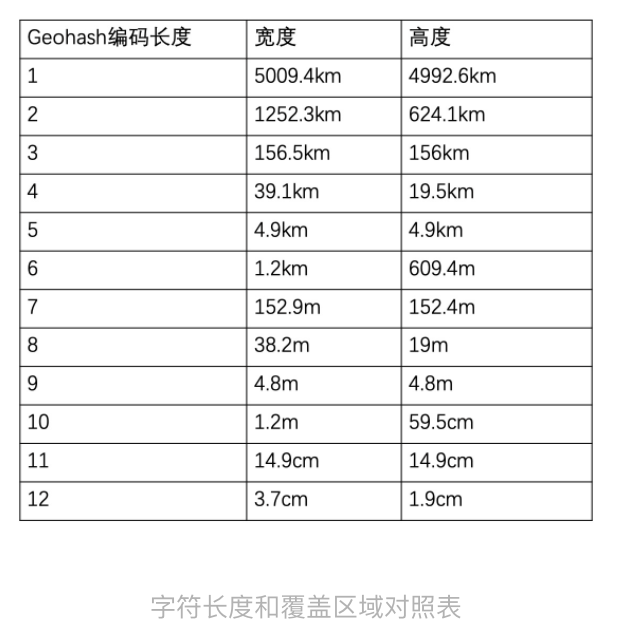 Geohash编码长度 宽度 高度
1 5009.4km 4992.6km
2 1252.3km 624.1km
3 156.5km 156km
4 39.1km 19.5km
5 4.9km 4.9km
6 1.2km 609.4m
7 152.9m 152.4m
8 38.2m 19m
9 4.8m 4.8m
10 1.2m 59.5cm
11 14.9cm 14.9cm
12 3.7cm 1.9cm
字符长度和覆盖区域对照表